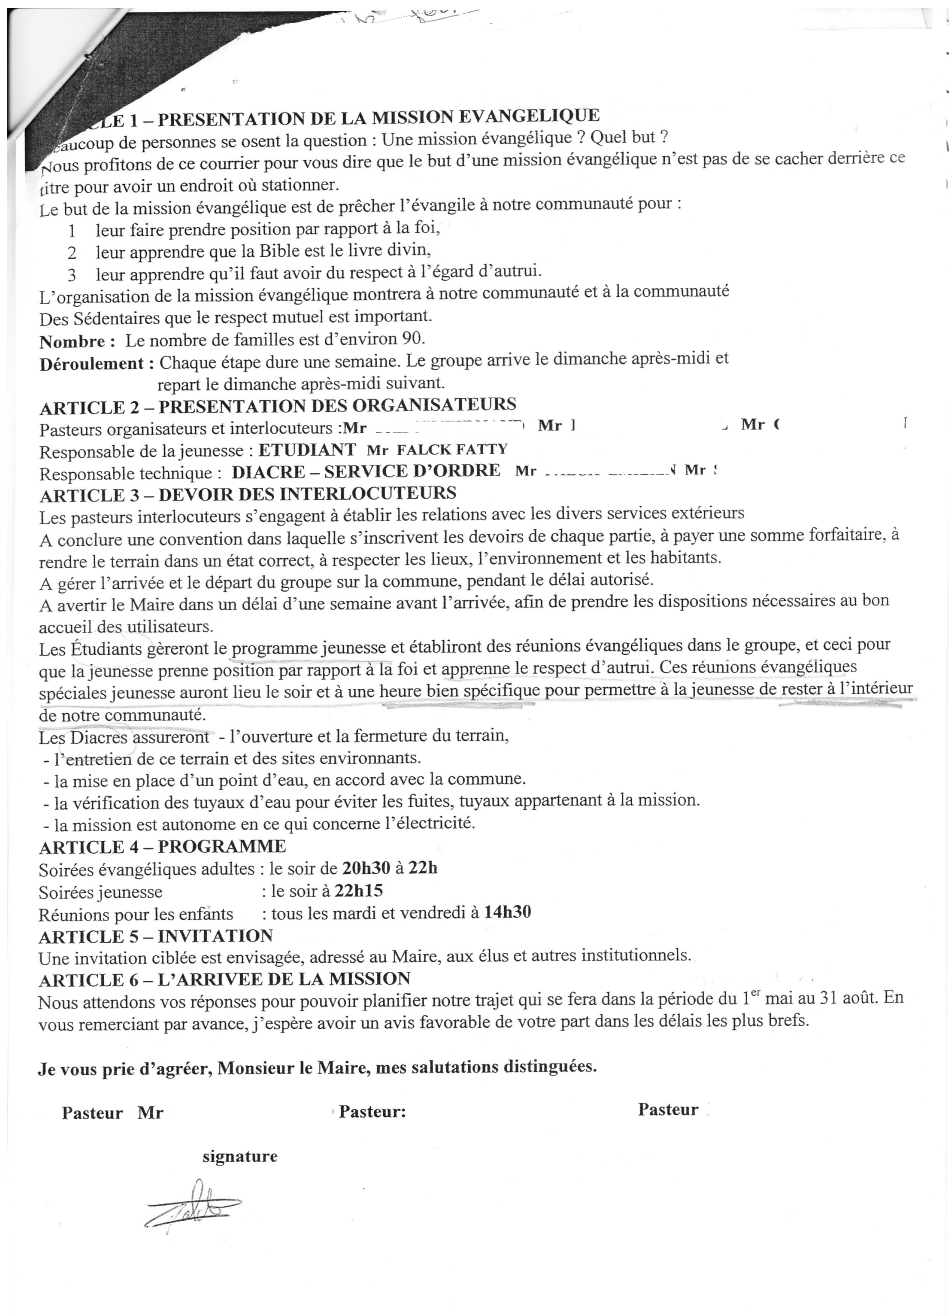 LE 1 – PRESENTATION DE LA MISSION EVANGELIQUE
eaucoup de personnes se osent la question : Une mission évangélique ? Quel but ?
Nous profitons de ce courrier pour vous dire que le but d'une mission évangélique n'est pas de se cacher derrière ce
titre pour avoir un endroit où stationner.
Le but de la mission évangélique est de prêcher l'évangile à notre communauté pour :
1 leur faire prendre position par rapport à la foi,
2 leur apprendre que la Bible est le livre divin,
3 leur apprendre qu'il faut avoir du respect à l'égard d'autrui.
L'organisation de la mission évangélique montrera à notre communauté et à la communauté
Des Sédentaires que le respect mutuel est important.
Nombre : Le nombre de familles est d'environ 90.
Déroulement : Chaque étape dure une semaine. Le groupe arrive le dimanche après-midi et
repart le dimanche après-midi suivant.
ARTICLE 2 – PRESENTATION DES ORGANISATEURS
Pasteurs organisateurs et interlocuteurs :Mr Mr Mr
Responsable de la jeunesse : ETUDIANT Mr FALCK FATTY
Responsable technique : DIACRE – SERVICE D'ORDRE Mr Mr
ARTICLE 3 – DEVOIR DES INTERLOCUTEURS
Les pasteurs interlocuteurs s'engagent à établir les relations avec les divers services extérieurs
A conclure une convention dans laquelle s'inscrivent les devoirs de chaque partie, à payer une somme forfaitaire, à
rendre le terrain dans un état correct, à respecter les lieux, l'environnement et les habitants.
A gérer l'arrivée et le départ du groupe sur la commune, pendant le délai autorisé.
A avertir le Maire dans un délai d'une semaine avant l'arrivée, afin de prendre les dispositions nécessaires au bon
accueil des utilisateurs.
Les Étudiants gèreront le programme jeunesse et établiront des réunions évangéliques dans le groupe, et ceci pour
que la jeunesse prenne position par rapport à la foi et apprenne le respect d'autrui. Ces réunions évangéliques
spéciales jeunesse auront lieu le soir et à une heure bien spécifique pour permettre à la jeunesse de rester à l'intérieur
de notre communauté.
Les Diacres assureront - l'ouverture et la fermeture du terrain,
- l'entretien de ce terrain et des sites environnants.
- la mise en place d'un point d'eau, en accord avec la commune.
- la vérification des tuyaux d'eau pour éviter les fuites, tuyaux appartenant à la mission.
- la mission est autonome en ce qui concerne l'électricité.
ARTICLE 4 – PROGRAMME
Soirées évangéliques adultes : le soir de 20h30 à 22h
Soirées jeunesse : le soir à 22h15
Réunions pour les enfants : tous les mardi et vendredi à 14h30
ARTICLE 5 – INVITATION
Une invitation ciblée est envisagée, adressé au Maire, aux élus et autres institutionnels.
ARTICLE 6 – L'ARRIVEE DE LA MISSION
Nous attendons vos réponses pour pouvoir planifier notre trajet qui se fera dans la période du 1er mai au 31 août. En
vous remerciant par avance, j'espère avoir un avis favorable de votre part dans les délais les plus brefs.
Je vous prie d'agréer, Monsieur le Maire, mes salutations distinguées.
Pasteur Mr Pasteur: Pasteur
signature